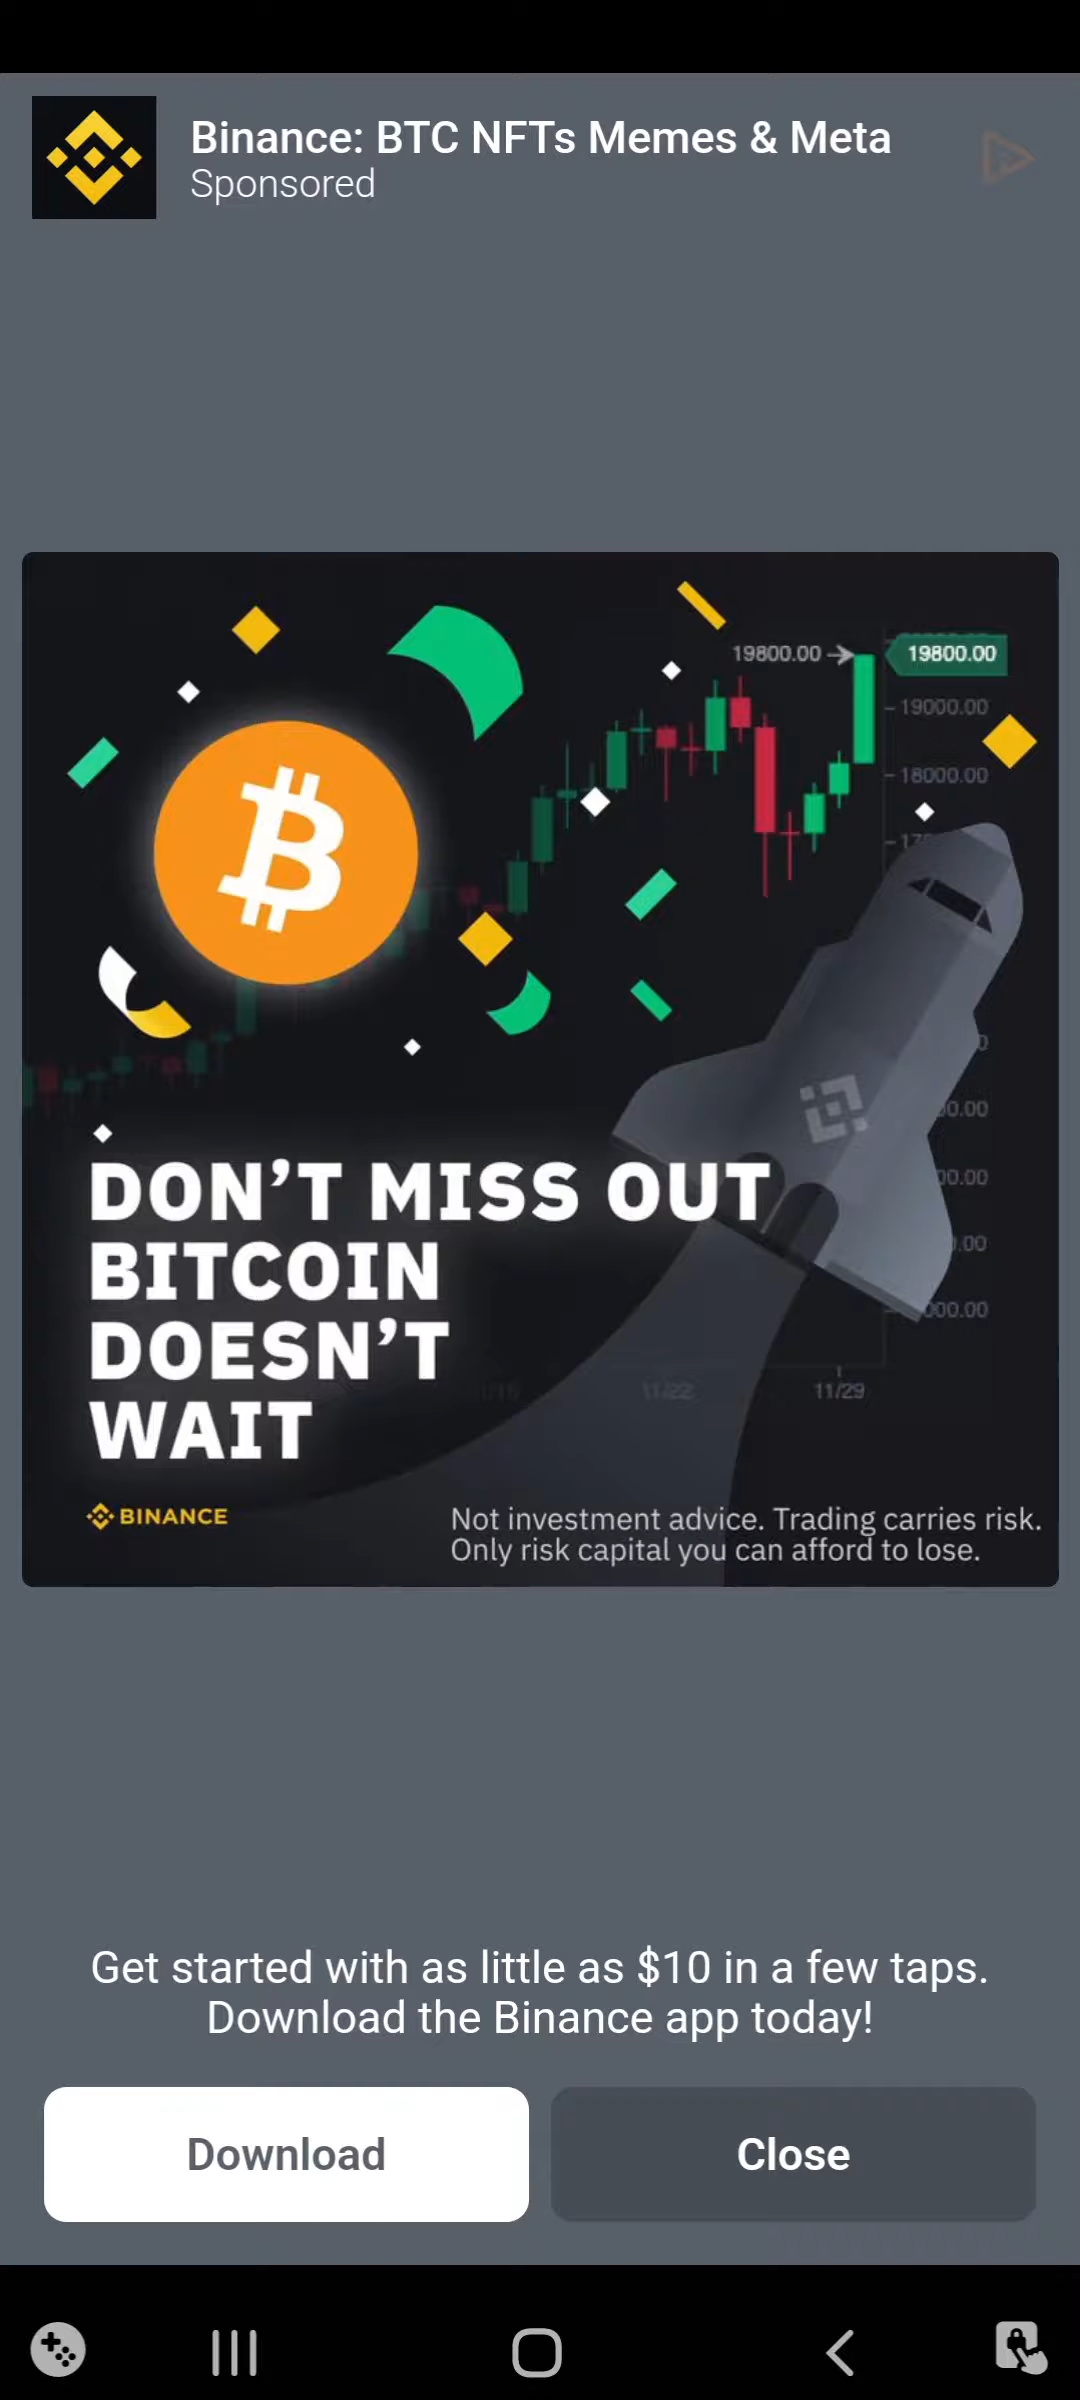 Binance: BTC NFTs Memes & Meta
Sponsored
19800.00
19800.00
19000.00
18000.00
11/22
11/29
DON’T MISS OUT
BITCOIN
DOESN’T
WAIT
BINANCE
Not investment advice. Trading carries risk.
Only risk capital you can afford to lose.
Get started with as little as $10 in a few taps.
Download the Binance app today!
Download
Close